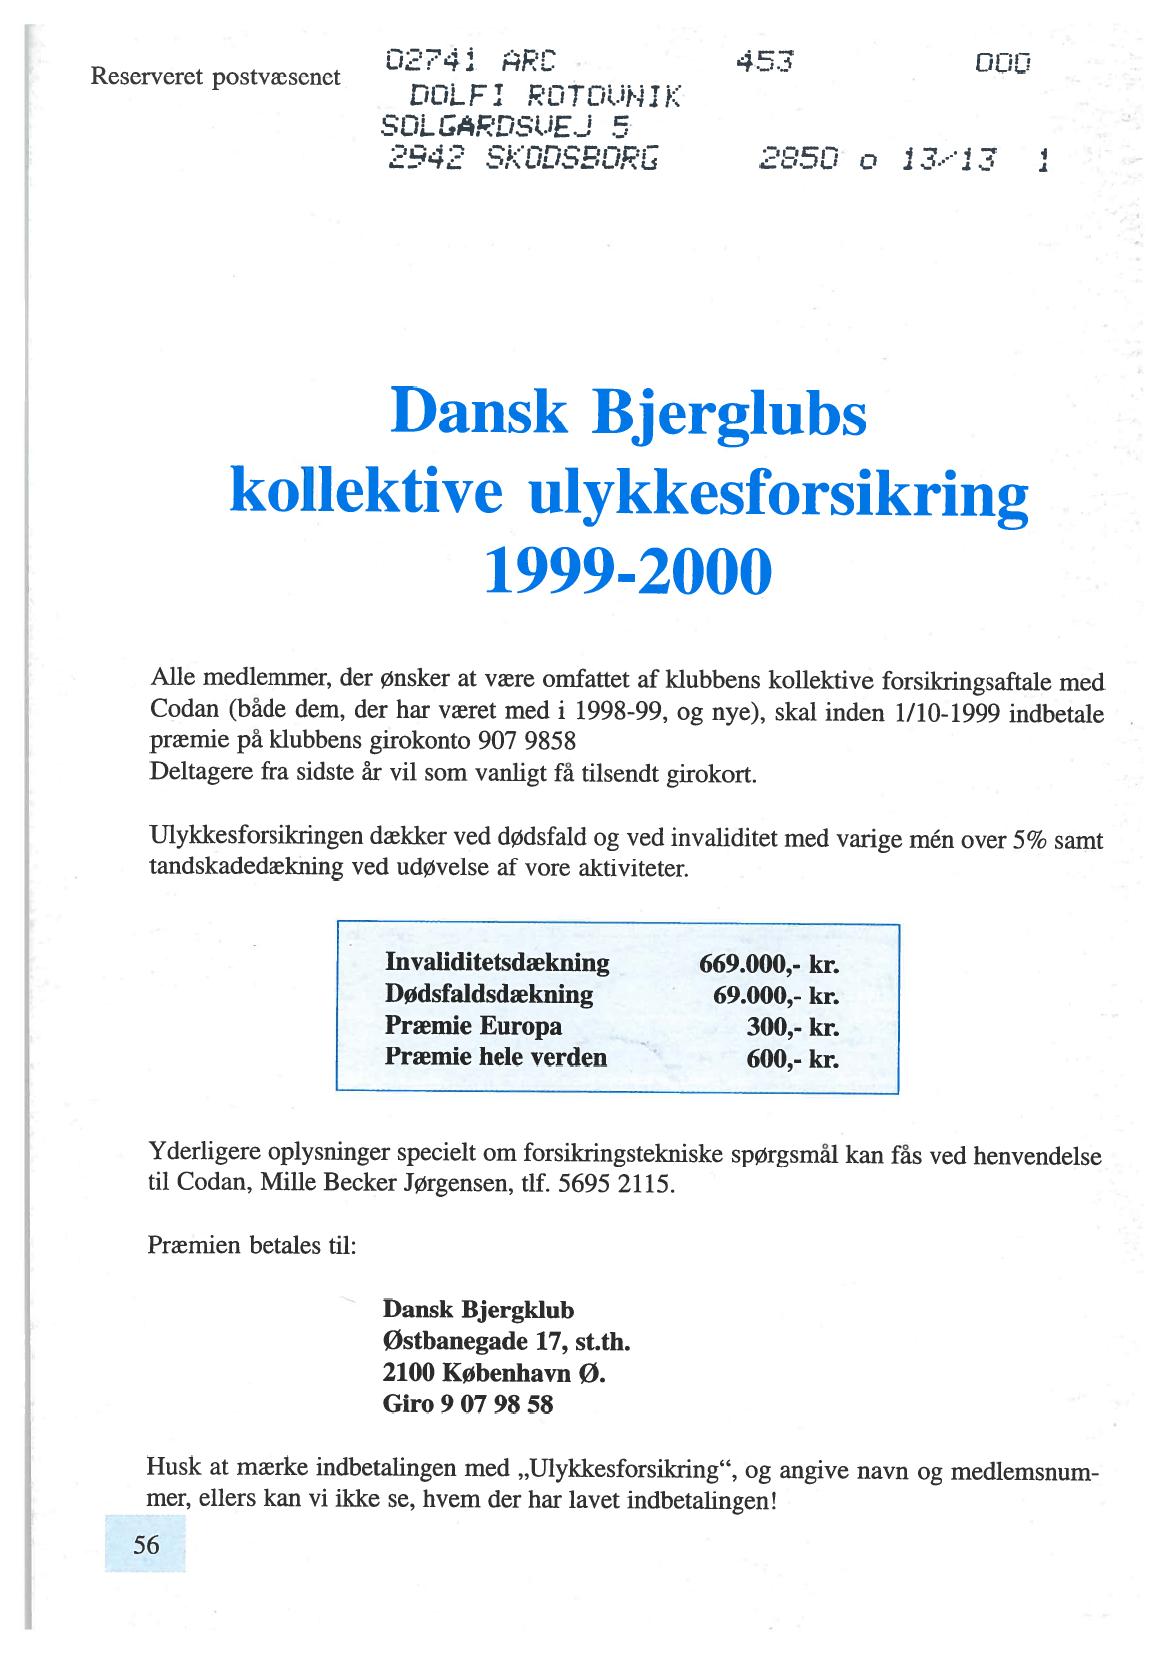 Reserveret postvæsenet
02741 ARC 453 000
DOLFI ROTOVNIK
SOLGARDSVEJ 5
2942 SKODSBORG 2850 o 13/13 1
Dansk Bjerglubs
kollektive ulykkesforsikring
1999-2000
Alle medlemmer, der ønsker at være omfattet af klubbens kollektive forsikringsaftale med
Codan (både dem, der har været med i 1998-99, og nye), skal inden 1/10-1999 indbetale
præmie på klubbens girokonto 907 9858
Deltagere fra sidste år vil som vanligt få tilsendt girokort.
Ulykkesforsikringen dækker ved dødsfald og ved invaliditet med varige mén over 5% samt
tandskadedækning ved udøvelse af vore aktiviteter.
Invaliditetsdækning 669.000,- kr.
Dødsfaldsdækning 69.000,- kr.
Præmie Europa 300,- kr.
Præmie hele verden 600,- kr.
Yderligere oplysninger specielt om forsikringstekniske spørgsmål kan fås ved henvendelse
til Codan, Mille Becker Jørgensen, tlf. 5695 2115.
Præmien betales til:
Dansk Bjergklub
Østbanegade 17, st.th.
2100 København Ø.
Giro 9 07 98 58
Husk at mærke indbetalingen med „Ulykkesforsikring“, og angive navn og medlemsnum-
mer, ellers kan vi ikke se, hvem der har lavet indbetalingen!
56